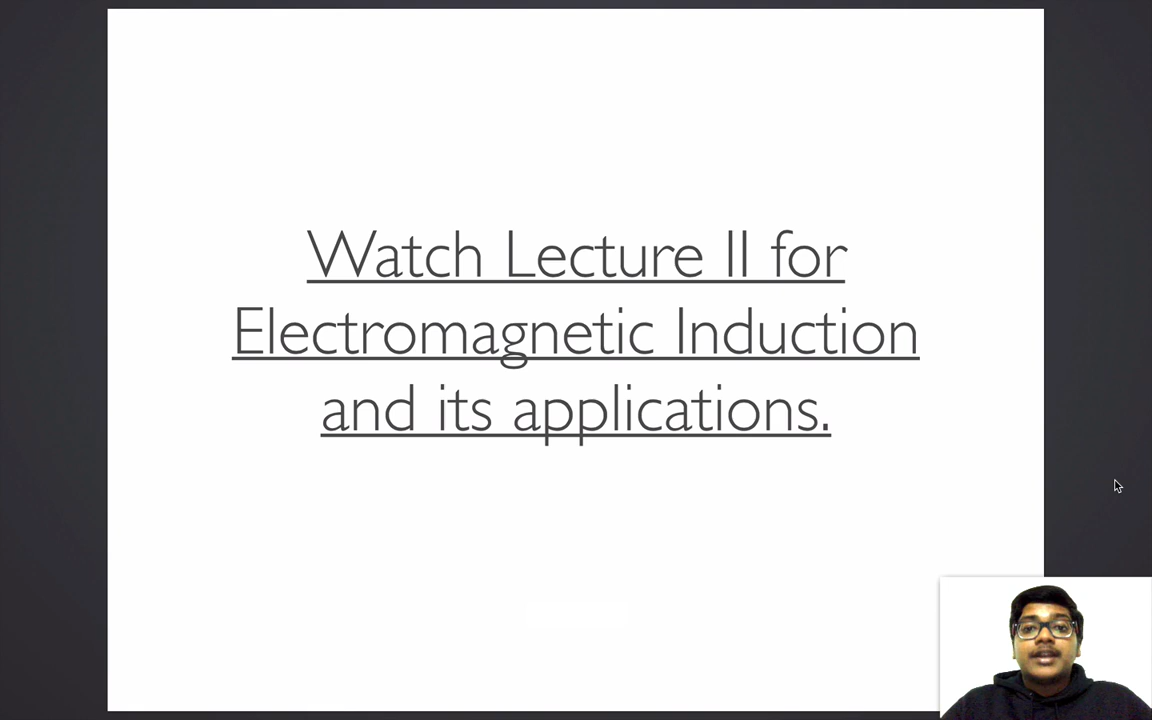 Watch Lecture II for
Electromagnetic Induction
and its applications.